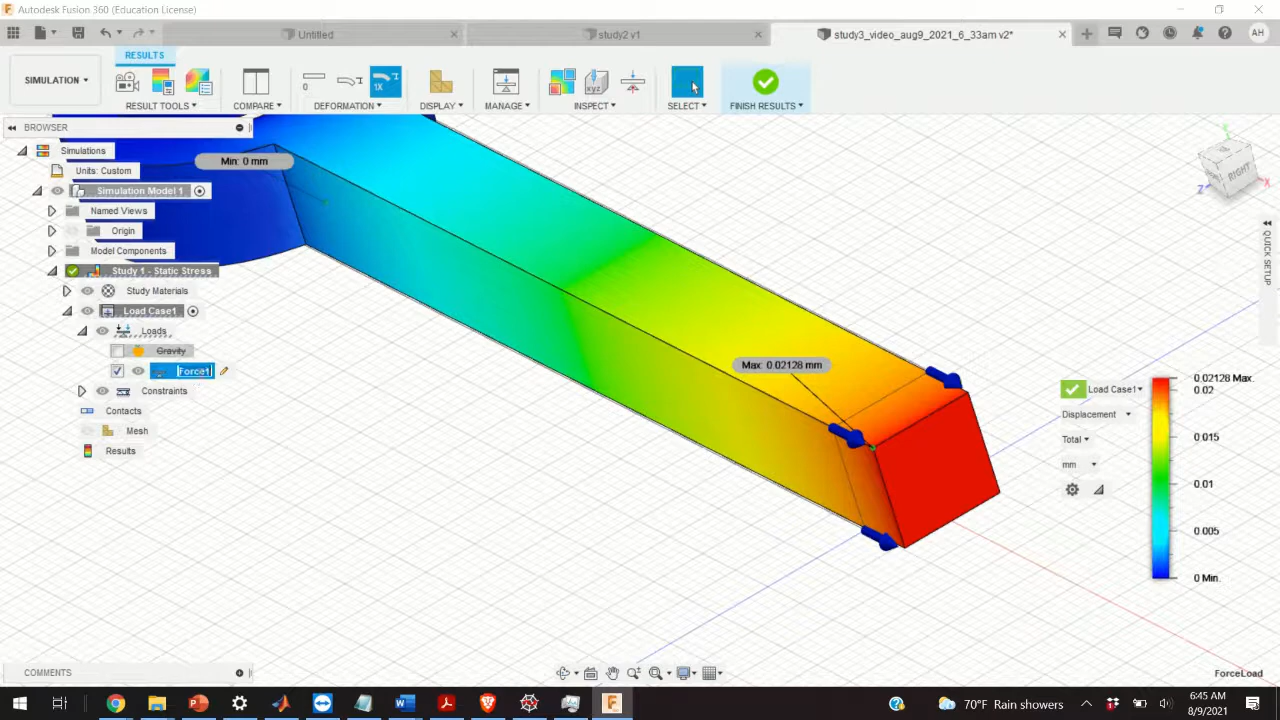 Autodesk Fusion 360 (Education License)
Untitled
study2 v1
study3_video_aug9_2021_6_33am v2*
AH
RESULTS
SIMULATION
0
1X
xyz
RESULT TOOLS
COMPARE
DEFORMATION
DISPLAY
MANAGE
INSPECT
SELECT
FINISH RESULTS
BROWSER
Simulations
Units: Custom
Simulation Model 1
Named Views
Origin
Model Components
Study 1 - Static Stress
Study Materials
Load Case1
Loads
Gravity
Force1
Constraints
Contacts
Mesh
Results
Min: 0 mm
Max: 0.02128 mm
Y
RIGHT
Z
X
QUICK SETUP
Load Case1
Displacement
Total
mm
0.02128 Max.
0.02
0.015
0.01
0.005
0 Min.
COMMENTS
ForceLoad
70°F Rain showers
6:45 AM
8/9/2021